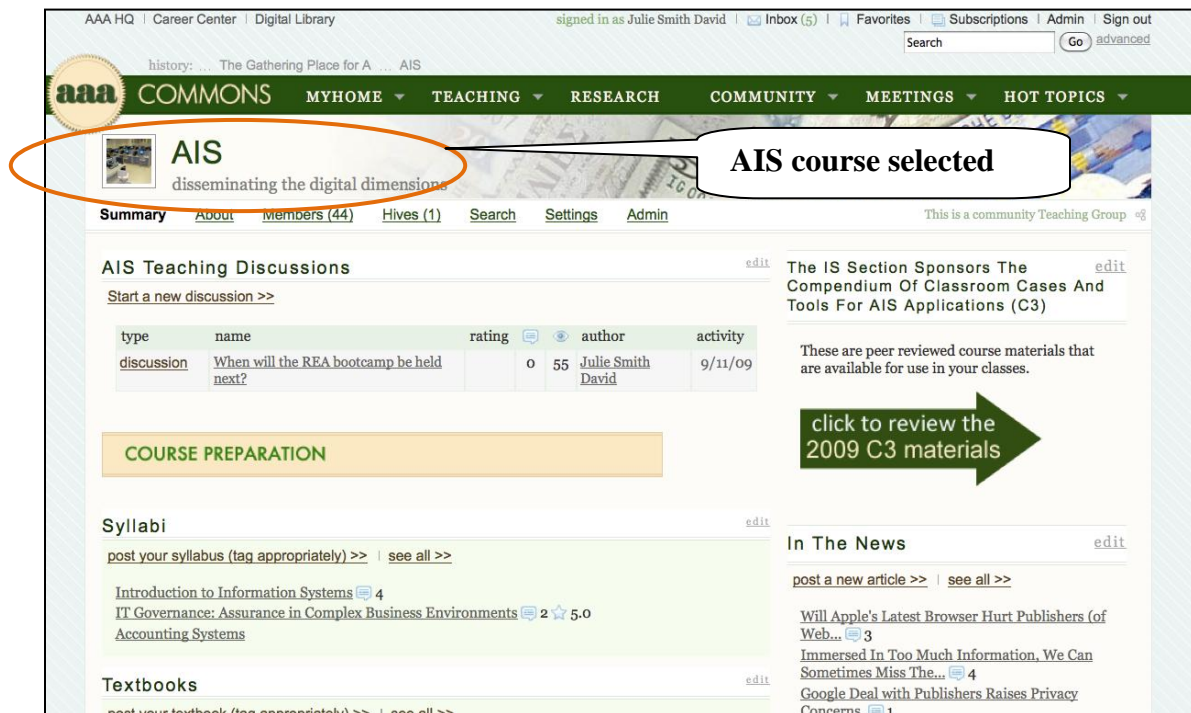 AAA HQ | Career Center | Digital Library
signed in as Julie Smith David | Inbox (5) | Favorites | Subscriptions | Admin | Sign out
Search Go advanced
history: ... The Gathering Place for A ... AIS
aaa COMMONS MYHOME TEACHING RESEARCH COMMUNITY MEETINGS HOT TOPICS
AIS
disseminating the digital dimensions
AIS course selected
Summary About Members (44) Hives (1) Search Settings Admin
This is a community Teaching Group
AIS Teaching Discussions edit
Start a new discussion >>
type name rating author activity
discussion When will the REA bootcamp be held 0 55 Julie Smith 9/11/09
next? David
COURSE PREPARATION
Syllabi edit
post your syllabus (tag appropriately) >> | see all >>
Introduction to Information Systems 4
IT Governance: Assurance in Complex Business Environments 2 5.0
Accounting Systems
Textbooks edit
post your textbook (tag appropriately) >> | see all >>
The IS Section Sponsors The edit
Compendium Of Classroom Cases And
Tools For AIS Applications (C3)
These are peer reviewed course materials that
are available for use in your classes.
click to review the
2009 C3 materials
In The News edit
post a new article >> | see all >>
Will Apple's Latest Browser Hurt Publishers (of
Web... 3
Immersed In Too Much Information, We Can
Sometimes Miss The... 4
Google Deal with Publishers Raises Privacy
Concerns 1